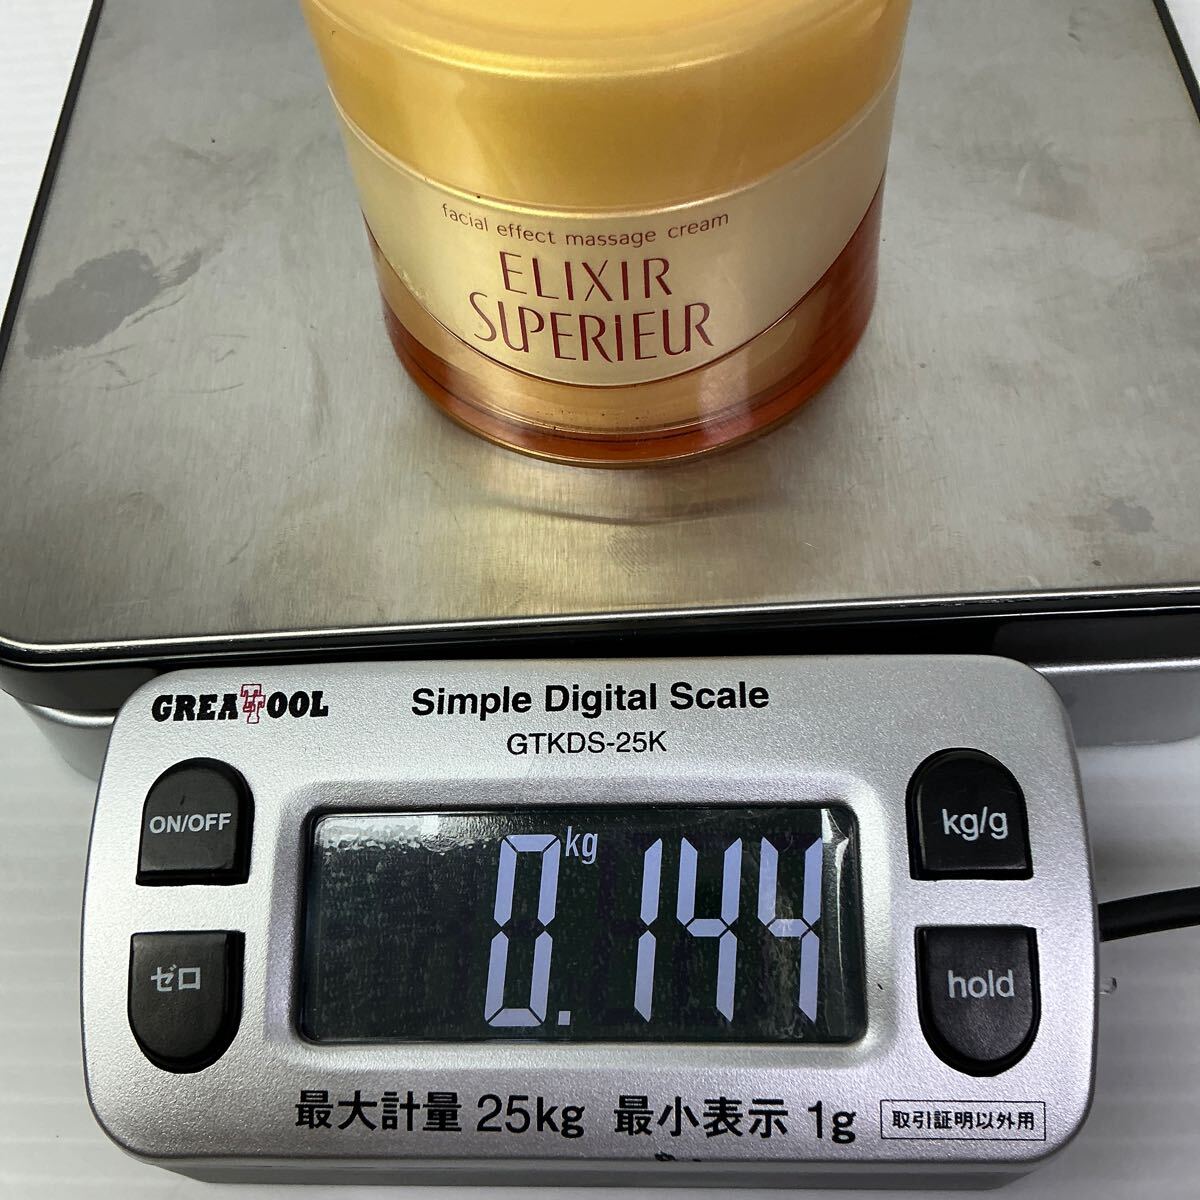 facial effect massage cream
ELIXIR
SUPERIEUR
GREATTOOL
Simple Digital Scale
GTKDS-25K
ON/OFF
kg/g
0.144 kg
ゼロ
hold
最大計量 25kg 最小表示 1g
取引証明以外用